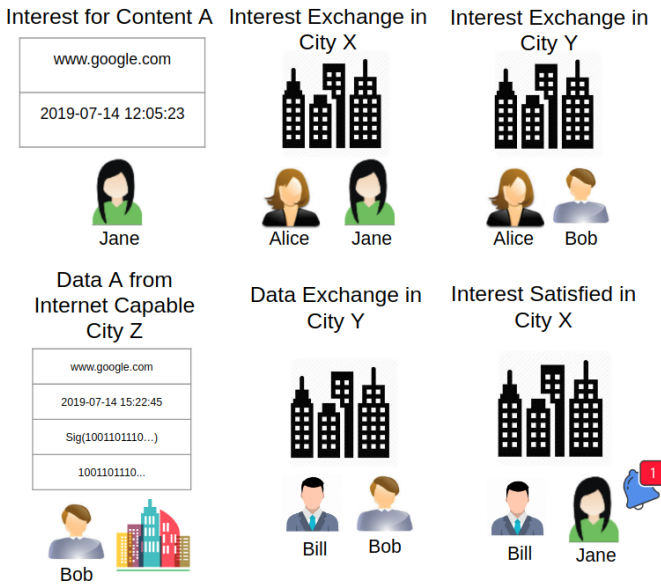 Interest for Content A
www.google.com
2019-07-14 12:05:23
Jane
Interest Exchange in
City X
Alice
Jane
Interest Exchange in
City Y
Alice
Bob
Data A from
Internet Capable
City Z
www.google.com
2019-07-14 15:22:45
Sig(1001101110...)
1001101110...
Bob
Data Exchange in
City Y
Bill
Bob
Interest Satisfied in
City X
1
Bill
Jane